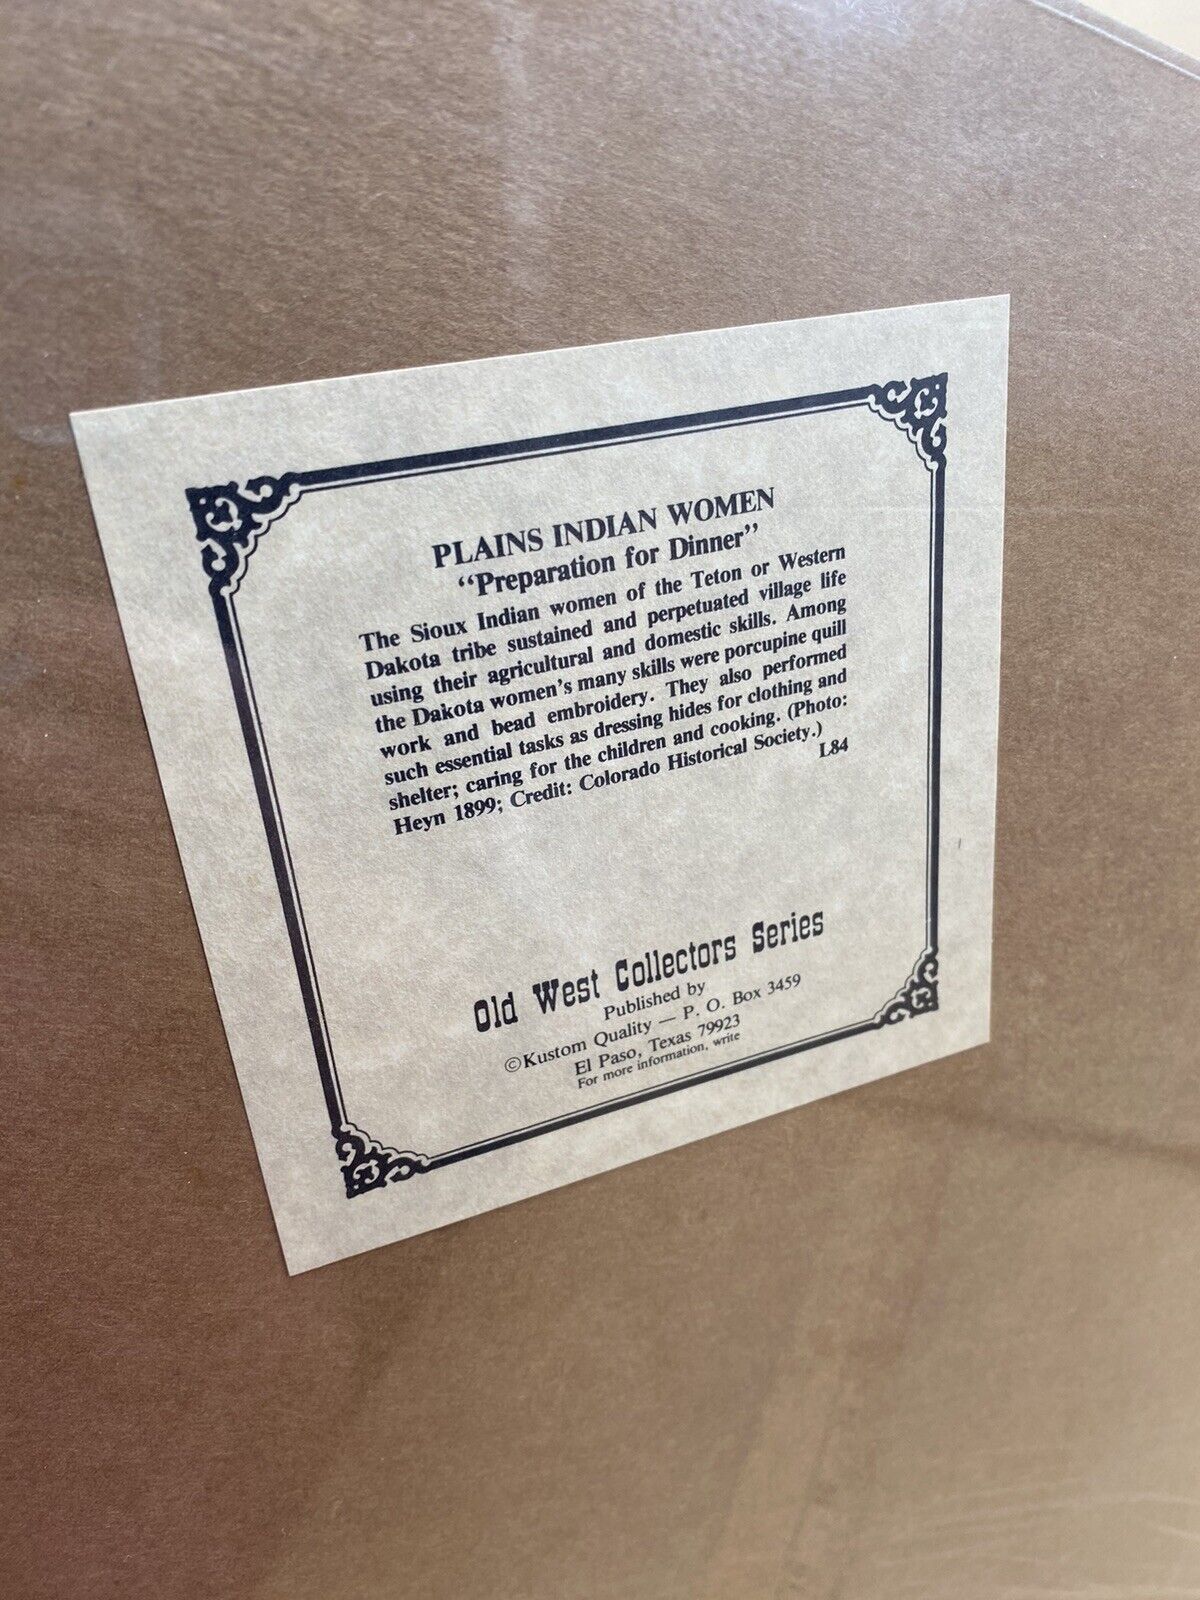 PLAINS INDIAN WOMEN
“Preparation for Dinner”
The Sioux Indian women of the Teton or Western
Dakota tribe sustained and perpetuated village life
using their agricultural and domestic skills. Among
the Dakota women’s many skills were porcupine quill
work and bead embroidery. They also performed
such essential tasks as dressing hides for clothing and
shelter; caring for the children and cooking. (Photo:
Heyn 1899; Credit: Colorado Historical Society.)
L84
Old West Collectors Series
Published by
©Kustom Quality — P. O. Box 3459
El Paso, Texas 79923
For more information, write